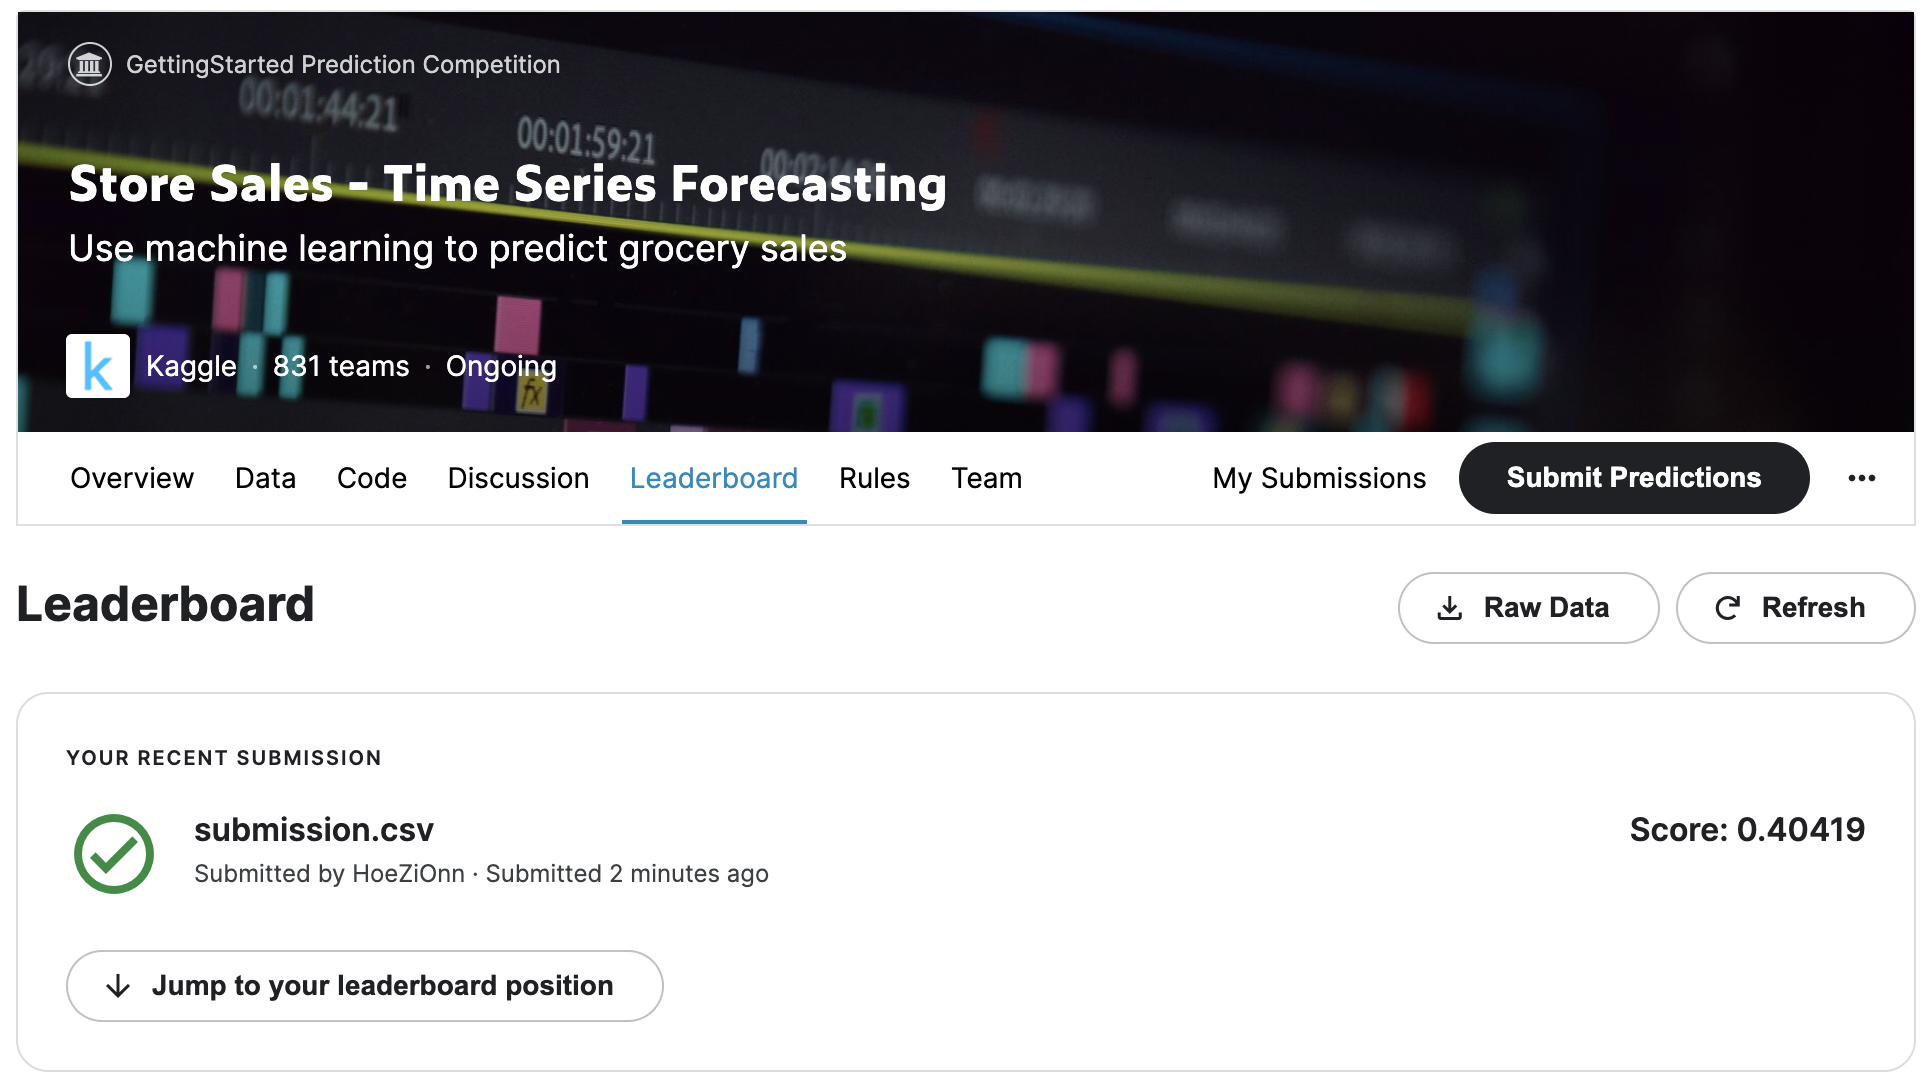 GettingStarted Prediction Competition
00:01:44:21
00:01:59:21
Store Sales - Time Series Forecasting
Use machine learning to predict grocery sales
k
Kaggle · 831 teams · Ongoing
fx
Overview Data Code Discussion Leaderboard Rules Team My Submissions Submit Predictions •••
Leaderboard
Raw Data Refresh
YOUR RECENT SUBMISSION
submission.csv Score: 0.40419
Submitted by HoeZiOnn · Submitted 2 minutes ago
Jump to your leaderboard position